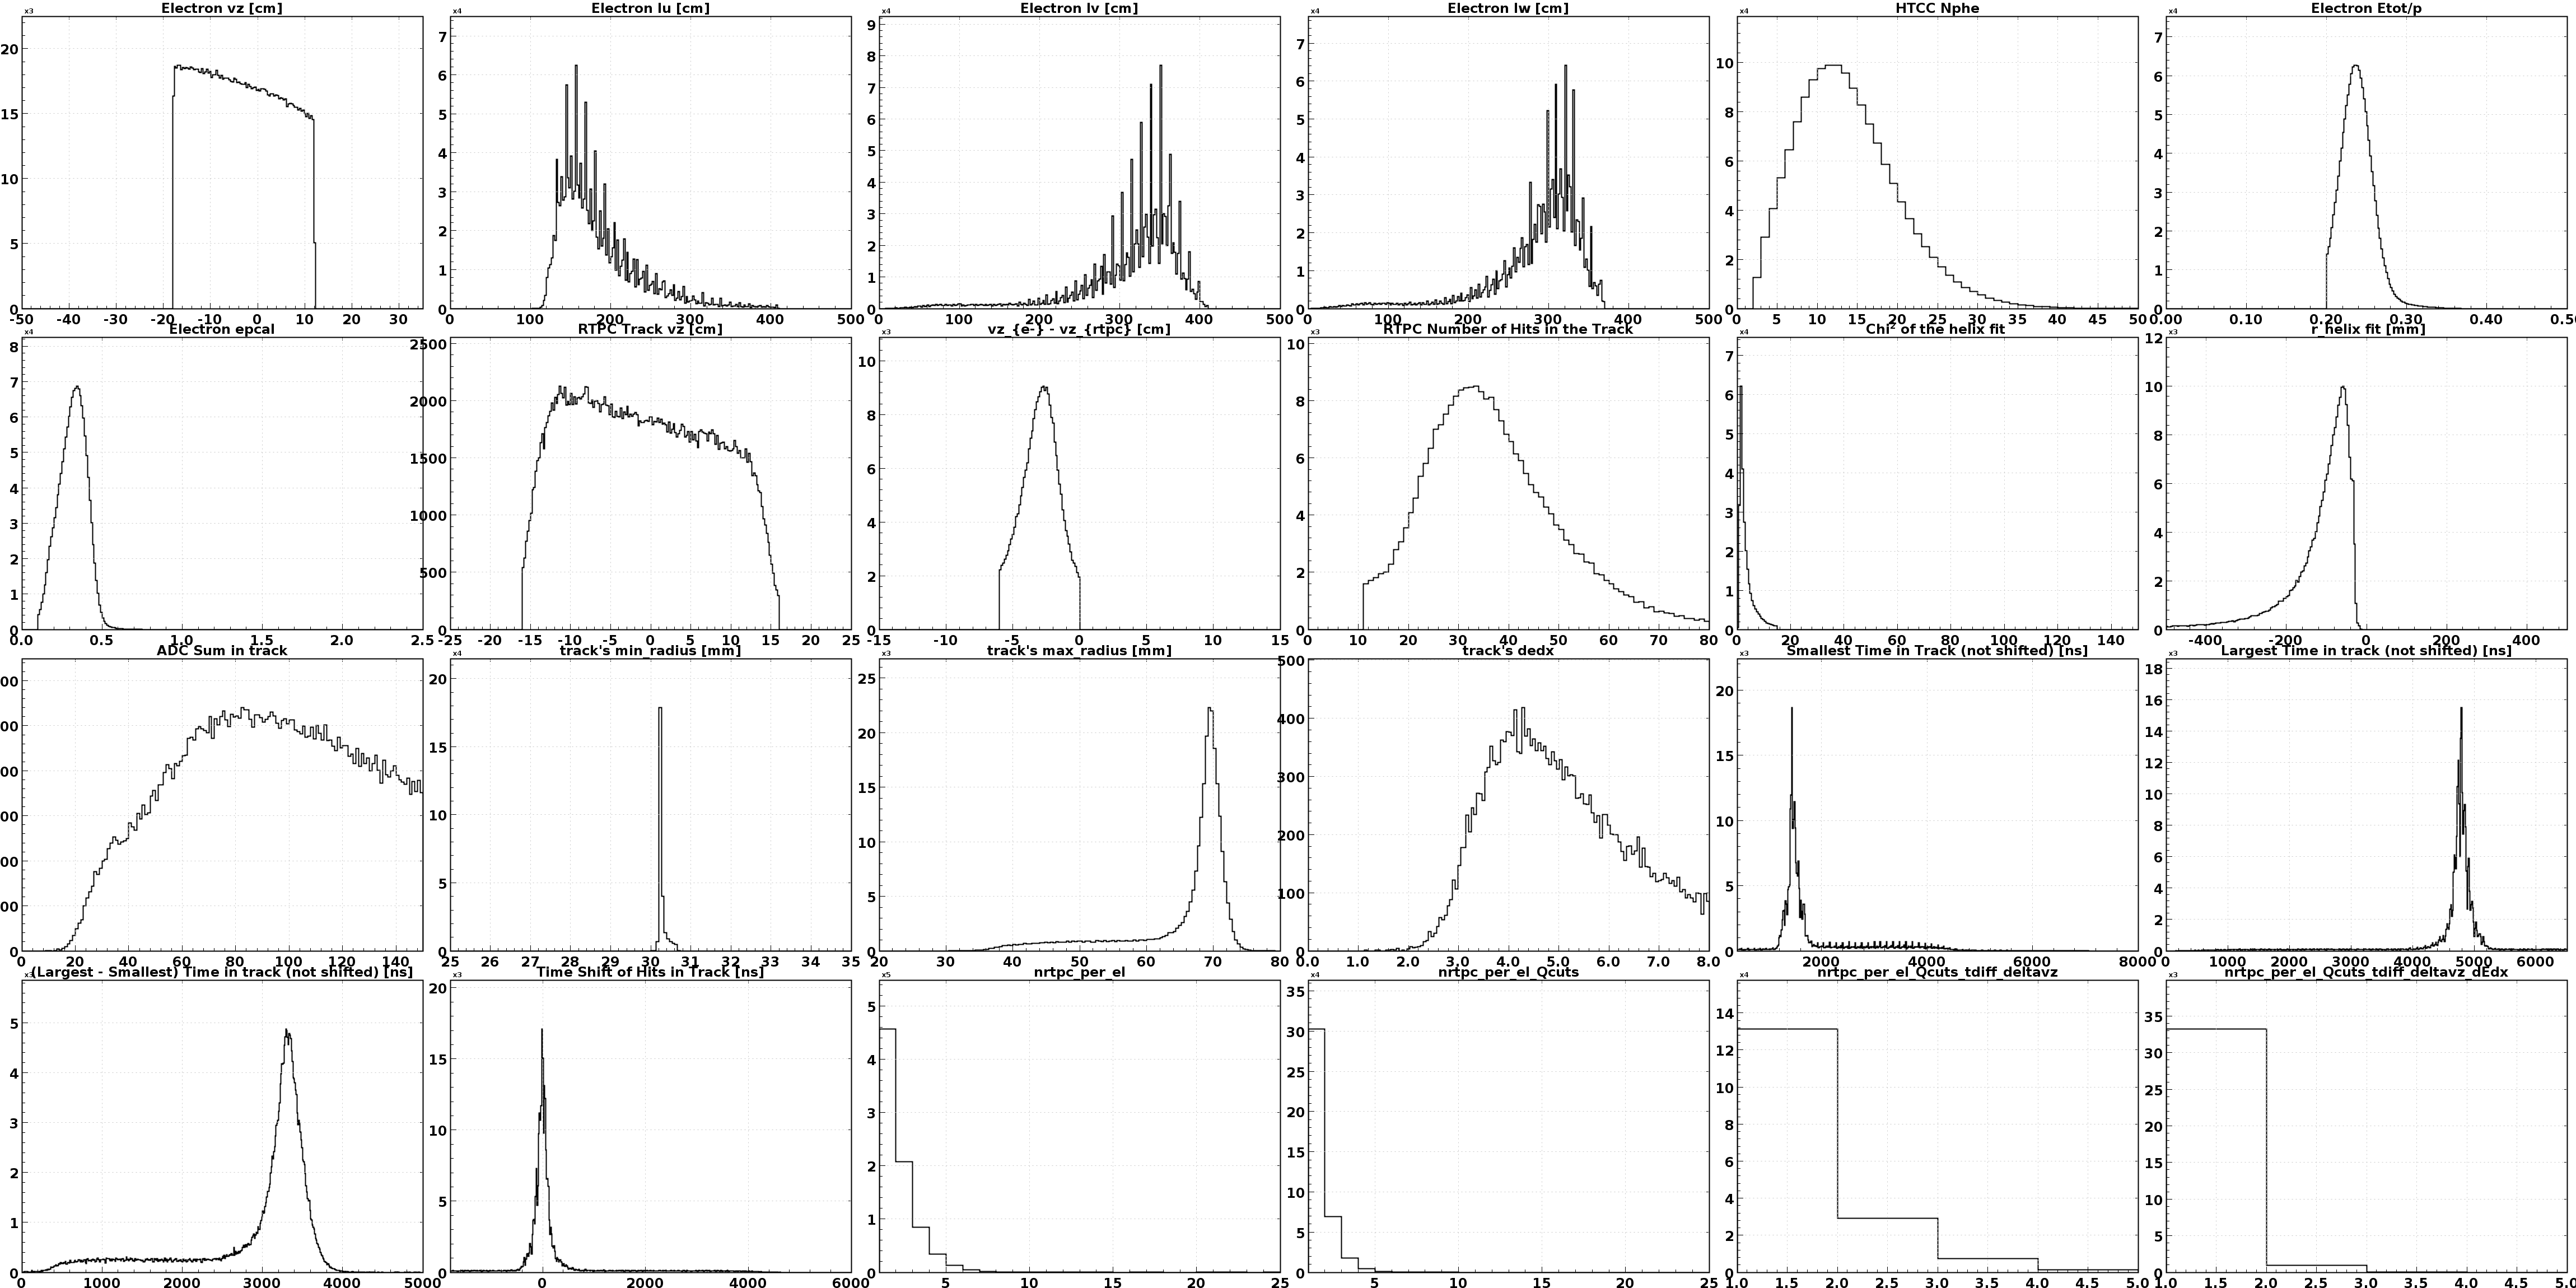 Electron vz [cm] Electron lu [cm] Electron lv [cm] Electron lw [cm] HTCC Nphe Electron Etot/p
x3 x4 x4 x4 x4 x4
20 15 10 5 0
7 6 5 4 3 2 1 0
9 8 7 6 5 4 3 2 1 0
7 6 5 4 3 2 1 0
10 8 6 4 2 0
7 6 5 4 3 2 1 0
-50 -40 -30 -20 -10 0 10 20 30
0 100 200 300 400 500
0 100 200 300 400 500
0 100 200 300 400 500
5 10 15 20 25 30 35 40 45 50
0.00 0.10 0.20 0.30 0.40
Electron epcal RTPC Track vz [cm] vz_{e-} - vz_{rtpc} [cm] RTPC Number of Hits in the Track Chi² of the helix fit r_helix fit [mm]
x4 x3 x3 x4 x3
8 7 6 5 4 3 2 1 0
2500 2000 1500 1000 500 0
10 8 6 4 2 0
10 8 6 4 2 0
7 6 5 4 3 2 1 0
12 10 8 6 4 2 0
0.0 0.5 1.0 1.5 2.0 2.5
-25 -20 -15 -10 -5 0 5 10 15 20 25
-15 -10 -5 0 5 10 15
0 10 20 30 40 50 60 70 80
0 20 40 60 80 100 120 140
-400 -200 0 200 400
ADC Sum in track track's min_radius [mm] track's max_radius [mm] track's dedx Smallest Time in Track (not shifted) [ns] Largest Time in track (not shifted) [ns]
x4 x3 x3 x3
0
20 15 10 5 0
25 20 15 10 5 0
500 400 300 200 100 0
20 15 10 5 0
18 16 14 12 10 8 6 4 2 0
0 20 40 60 80 100 120 140
25 26 27 28 29 30 31 32 33 34 35
20 30 40 50 60 70 80
0.0 1.0 2.0 3.0 4.0 5.0 6.0 7.0 8.0
2000 4000 6000 8000
0 1000 2000 3000 4000 5000 6000
(Largest - Smallest) Time in track (not shifted) [ns] Time Shift of Hits in Track [ns] nrtpc_per_el nrtpc_per_el_Qcuts nrtpc_per_el_Qcuts_tdiff_deltavz nrtpc_per_el_Qcuts_tdiff_deltavz_dEdx
x3 x3 x5 x4 x4 x3
5 4 3 2 1 0
20 15 10 5 0
5 4 3 2 1 0
35 30 25 20 15 10 5 0
14 12 10 8 6 4 2 0
35 30 25 20 15 10 5 0
0 1000 2000 3000 4000 5000
0 2000 4000 6000
5 10 15 20 25
5 10 15 20 25
1.0 1.5 2.0 2.5 3.0 3.5 4.0 4.5 5.0
1.0 1.5 2.0 2.5 3.0 3.5 4.0 4.5 5.0